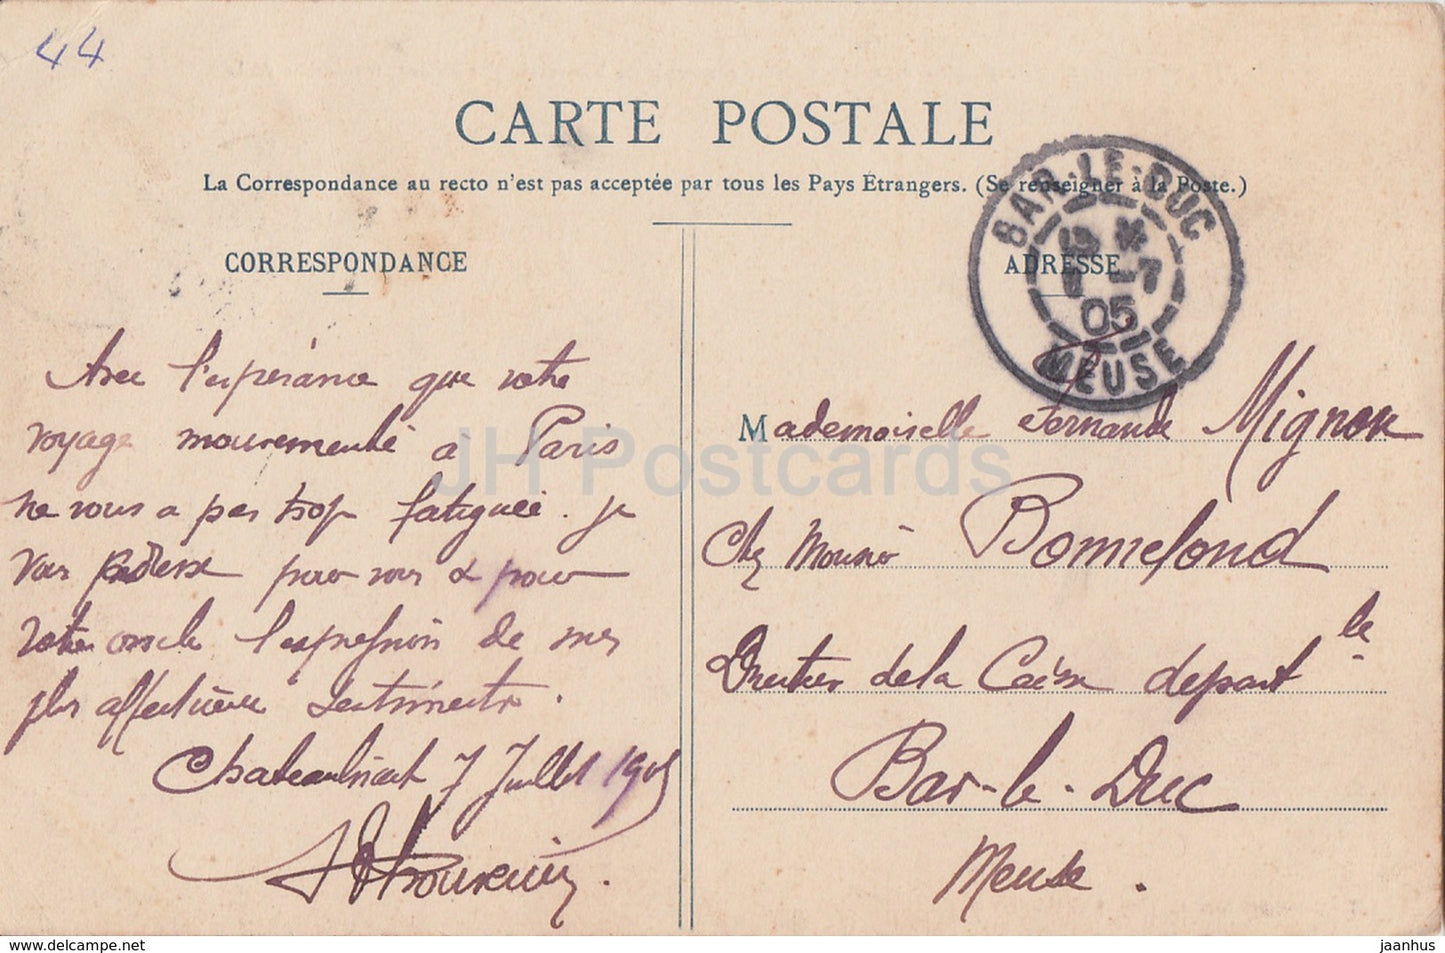 44
CARTE POSTALE
La Correspondance au recto n'est pas acceptée par tous les Pays Étrangers. (Se renseigner à la Poste.)
CORRESPONDANCE
Avec l'espérance que votre
voyage mouvementé à Paris
ne vous a pas trop fatiguée. je
vous adresse pour vous & pour
votre oncle l'expression de mes
plus affectueux sentiments.
Chateaubriant 7 Juillet 1905
ADRESSE
BAR-LE-DUC
7-7
05
MEUSE
Mademoiselle Fernande Mignon
Chez Monsieur Bonnefond
Directeur de la Caisse départ le
Bar-le-Duc
Meuse.
JH Postcards
www.delcampe.net
jaanhus